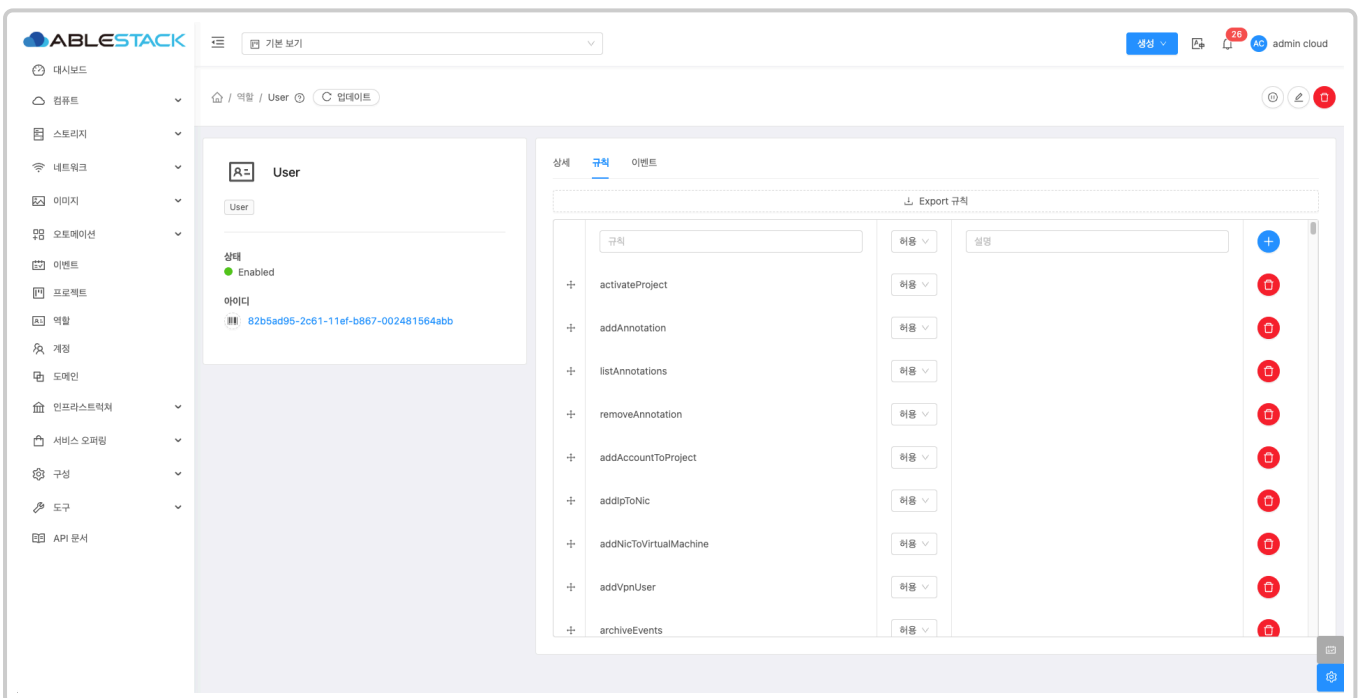 ABLESTACK
기본 보기
생성
26
AC
admin cloud
대시보드
컴퓨트
스토리지
네트워크
이미지
오토메이션
이벤트
프로젝트
역할
계정
도메인
인프라스트럭쳐
서비스 오퍼링
구성
도구
API 문서
/ 역할 / User 업데이트
User
User
상태
Enabled
아이디
82b5ad95-2c61-11ef-b867-002481564abb
상세 규칙 이벤트
Export 규칙
규칙 허용 설명
activateProject 허용
addAnnotation 허용
listAnnotations 허용
removeAnnotation 허용
addAccountToProject 허용
addIpToNic 허용
addNicToVirtualMachine 허용
addVpnUser 허용
archiveEvents 허용